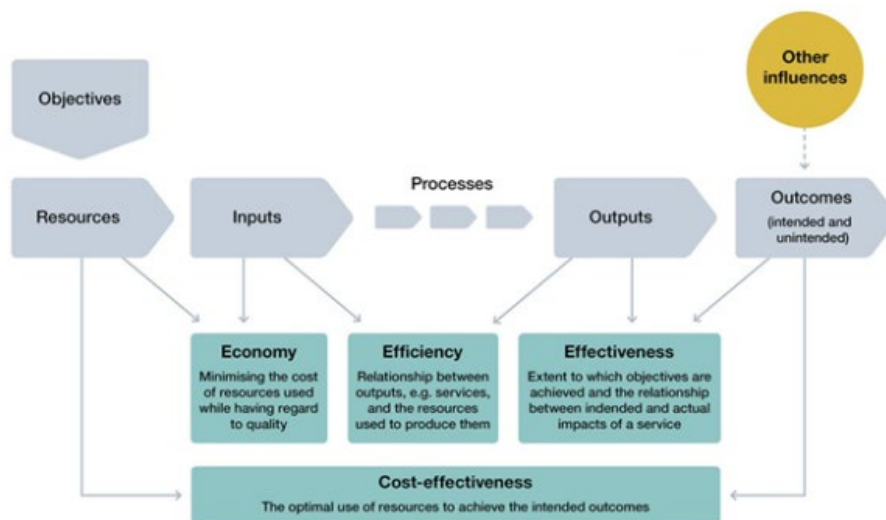 Other
influences
Objectives
Processes
Resources
Inputs
Outputs
Outcomes
(intended and
unintended)
Economy
Minimising the cost
of resources used
while having regard
to quality
Efficiency
Relationship between
outputs, e.g. services,
and the resources
used to produce them
Effectiveness
Extent to which objectives are
achieved and the relationship
between indended and actual
impacts of a service
Cost-effectiveness
The optimal use of resources to achieve the intended outcomes